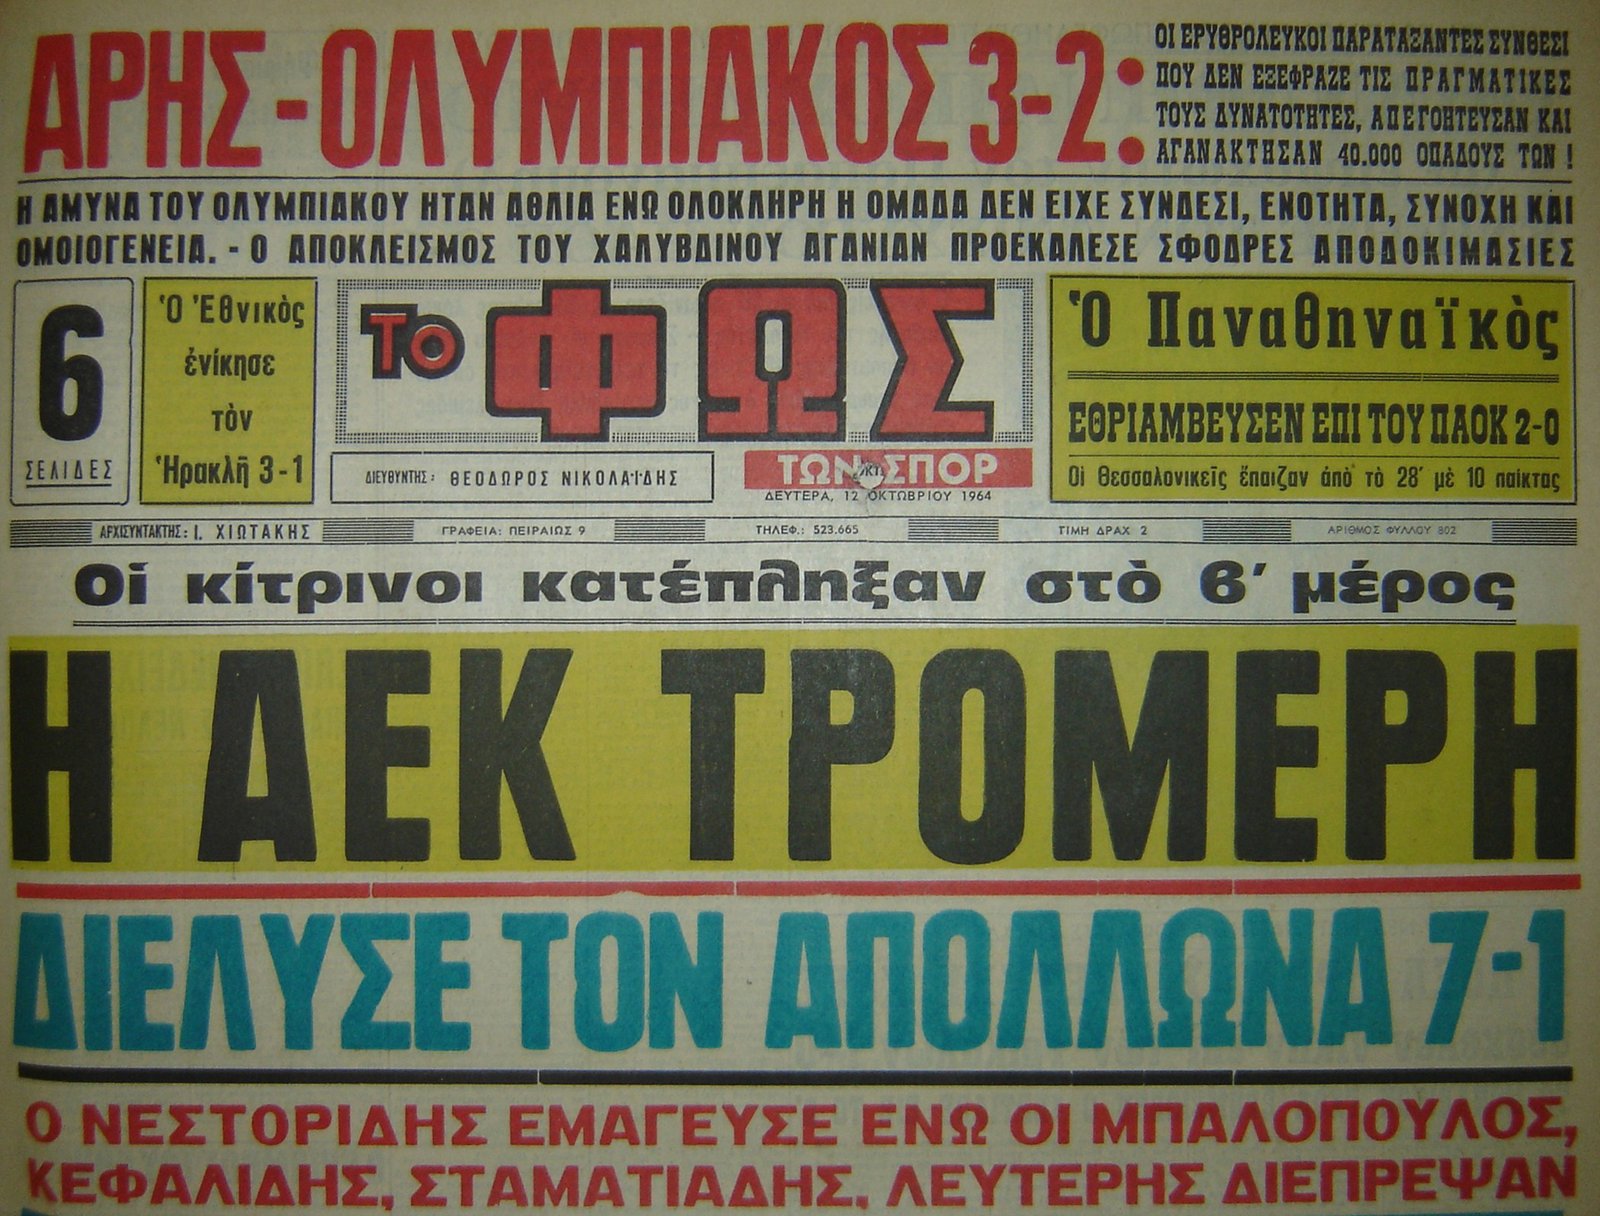 ΑΡΗΣ-ΟΛΥΜΠΙΑΚΟΣ 3-2:
ΟΙ ΕΡΥΘΡΟΛΕΥΚΟΙ ΠΑΡΑΤΑΞΑΝΤΕΣ ΣΥΝΘΕΣΙ
ΠΟΥ ΔΕΝ ΕΞΕΦΡΑΖΕ ΤΙΣ ΠΡΑΓΜΑΤΙΚΕΣ
ΤΟΥΣ ΔΥΝΑΤΟΤΗΤΕΣ, ΑΠΕΓΟΗΤΕΥΣΑΝ ΚΑΙ
ΑΓΑΝΑΚΤΗΣΑΝ 40.000 ΟΠΑΔΟΥΣ ΤΩΝ !
Η ΑΜΥΝΑ ΤΟΥ ΟΛΥΜΠΙΑΚΟΥ ΗΤΑΝ ΑΘΛΙΑ ΕΝΩ ΟΛΟΚΛΗΡΗ Η ΟΜΑΔΑ ΔΕΝ ΕΙΧΕ ΣΥΝΔΕΣΙ, ΕΝΟΤΗΤΑ, ΣΥΝΟΧΗ ΚΑΙ
ΟΜΟΙΟΓΕΝΕΙΑ. - Ο ΑΠΟΚΛΕΙΣΜΟΣ ΤΟΥ ΧΑΛΥΒΔΙΝΟΥ ΑΓΑΝΙΑΝ ΠΡΟΕΚΑΛΕΣΕ ΣΦΟΔΡΕΣ ΑΠΟΔΟΚΙΜΑΣΙΕΣ
6
ΣΕΛΙΔΕΣ
Ὁ Ἐθνικὸς
ἐνίκησε
τὸν
Ἡρακλῆ 3-1
ΤΟ ΦΩΣ
ΔΙΕΥΘΥΝΤΗΣ: ΘΕΟΔΩΡΟΣ ΝΙΚΟΛΑ·Ι·ΔΗΣ
ΤΩΝ ΣΠΟΡ
ΔΕΥΤΕΡΑ, 12 ΟΚΤΩΒΡΙΟΥ 1964
Ὁ Παναθηναϊκὸς
ΕΘΡΙΑΜΒΕΥΣΕΝ ΕΠΙ ΤΟΥ ΠΑΟΚ 2-0
Οἱ Θεσσαλονικεῖς ἔπαιζαν ἀπὸ τὸ 28' μὲ 10 παίκτας
ΑΡΧΙΣΥΝΤΑΚΤΗΣ: Ι. ΧΙΩΤΑΚΗΣ
ΓΡΑΦΕΙΑ: ΠΕΙΡΑΙΩΣ 9
ΤΗΛΕΦ.: 523.665
ΤΙΜΗ ΔΡΑΧ 2
ΑΡΙΘΜΟΣ ΦΥΛΛΟΥ 802
Οἱ κίτρινοι κατέπληξαν στὸ β' μέρος
Η ΑΕΚ ΤΡΟΜΕΡΗ
ΔΙΕΛΥΣΕ ΤΟΝ ΑΠΟΛΛΩΝΑ 7-1
Ο ΝΕΣΤΟΡΙΔΗΣ ΕΜΑΓΕΥΣΕ ΕΝΩ ΟΙ ΜΠΑΛΟΠΟΥΛΟΣ,
ΚΕΦΑΛΙΔΗΣ, ΣΤΑΜΑΤΙΑΔΗΣ, ΛΕΥΤΕΡΗΣ ΔΙΕΠΡΕΨΑΝ